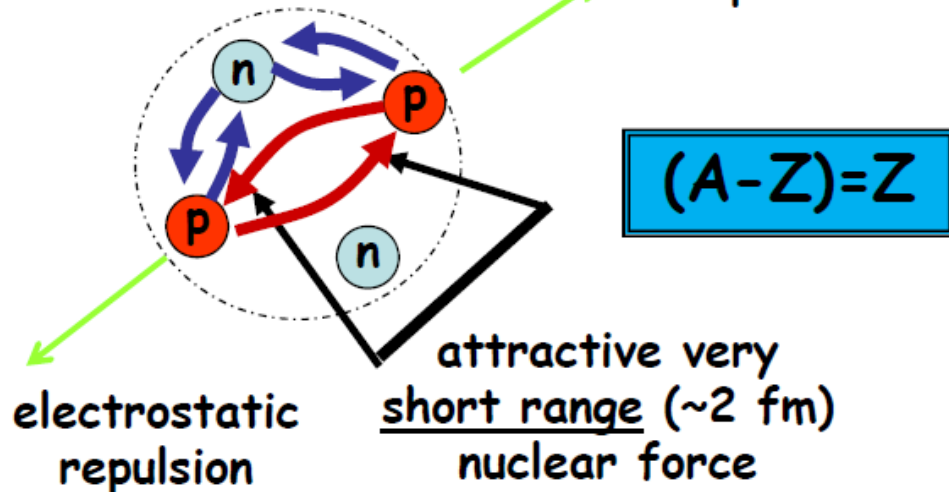 n
p
(A-Z)=Z
p
n
attractive very
short range (~2 fm)
nuclear force
electrostatic
repulsion